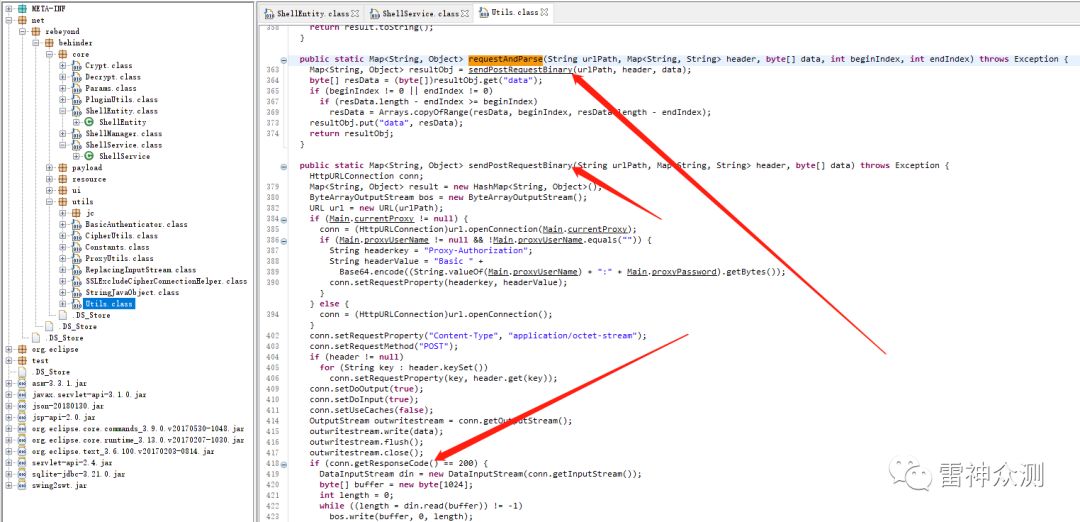 META-INF
net
rebeyond
behinder
core
Crypt.class
Decrypt.class
Params.class
PluginUtils.class
ShellEntity.class
ShellEntity
ShellManager.class
ShellService.class
ShellService
payload
resource
ui
utils
jc
BasicAuthenticator.class
CipherUtils.class
Constants.class
ProxyUtils.class
ReplacingInputStream.class
SSLExcludeCipherConnectionHelper.class
StringJavaObject.class
Utils.class
.DS_Store
.DS_Store
.DS_Store
org.eclipse
test
.DS_Store
asm-3.3.1.jar
javax.servlet-api-3.1.0.jar
json-20180130.jar
jsp-api-2.0.jar
org.eclipse.core.commands_3.9.0.v20170530-1048.jar
org.eclipse.core.runtime_3.13.0.v20170207-1030.jar
org.eclipse.text_3.6.100.v20170203-0814.jar
servlet-api-2.4.jar
sqlite-jdbc-3.21.0.jar
swing2swt.jar
ShellEntity.class ShellService.class Utils.class
358 return result.toString();
}
public static Map<String, Object> requestAndParse(String urlPath, Map<String, String> header, byte[] data, int beginIndex, int endIndex) throws Exception {
363 Map<String, Object> resultObj = sendPostRequestBinary(urlPath, header, data);
364 byte[] resData = (byte[])resultObj.get("data");
365 if (beginIndex != 0 || endIndex != 0)
367 if (resData.length - endIndex >= beginIndex)
369 resData = Arrays.copyOfRange(resData, beginIndex, resData.length - endIndex);
373 resultObj.put("data", resData);
374 return resultObj;
}
public static Map<String, Object> sendPostRequestBinary(String urlPath, Map<String, String> header, byte[] data) throws Exception {
HttpURLConnection conn;
379 Map<String, Object> result = new HashMap<String, Object>();
380 ByteArrayOutputStream bos = new ByteArrayOutputStream();
382 URL url = new URL(urlPath);
384 if (Main.currentProxy != null) {
385 conn = (HttpURLConnection)url.openConnection(Main.currentProxy);
386 if (Main.proxyUserName != null && !Main.proxyUserName.equals("")) {
387 String headerkey = "Proxy-Authorization";
388 String headerValue = "Basic " +
389 Base64.encode((String.valueOf(Main.proxyUserName) + ":" + Main.proxyPassword).getBytes());
390 conn.setRequestProperty(headerkey, headerValue);
}
} else {
394 conn = (HttpURLConnection)url.openConnection();
}
402 conn.setRequestProperty("Content-Type", "application/octet-stream");
403 conn.setRequestMethod("POST");
404 if (header != null)
405 for (String key : header.keySet())
406 conn.setRequestProperty(key, header.get(key));
409 conn.setDoOutput(true);
410 conn.setDoInput(true);
411 conn.setUseCaches(false);
414 OutputStream outwritestream = conn.getOutputStream();
415 outwritestream.write(data);
416 outwritestream.flush();
417 outwritestream.close();
418 if (conn.getResponseCode() == 200) {
419 DataInputStream din = new DataInputStream(conn.getInputStream());
420 byte[] buffer = new byte[1024];
421 int length = 0;
422 while ((length = din.read(buffer)) != -1)
423 bos.write(buffer, 0, length);
雷神众测